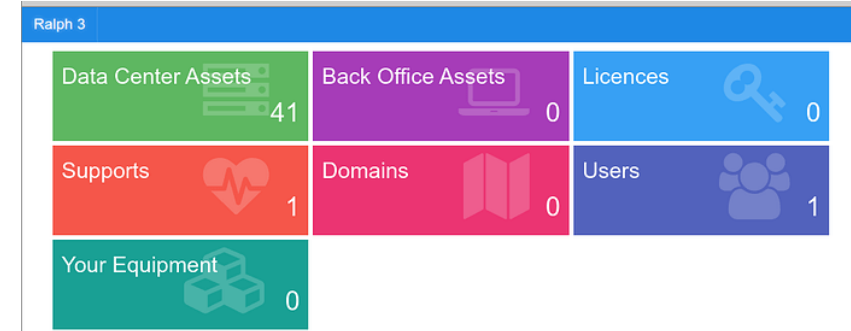 Ralph 3
Data Center Assets
41
Back Office Assets
0
Licences
0
Supports
1
Domains
0
Users
1
Your Equipment
0